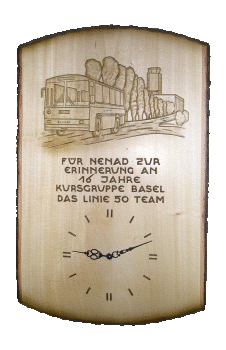 FÜR NENAD ZUR
ERINNERUNG AN
16 JAHRE
KURSGRUPPE BASEL
DAS LINIE 50 TEAM